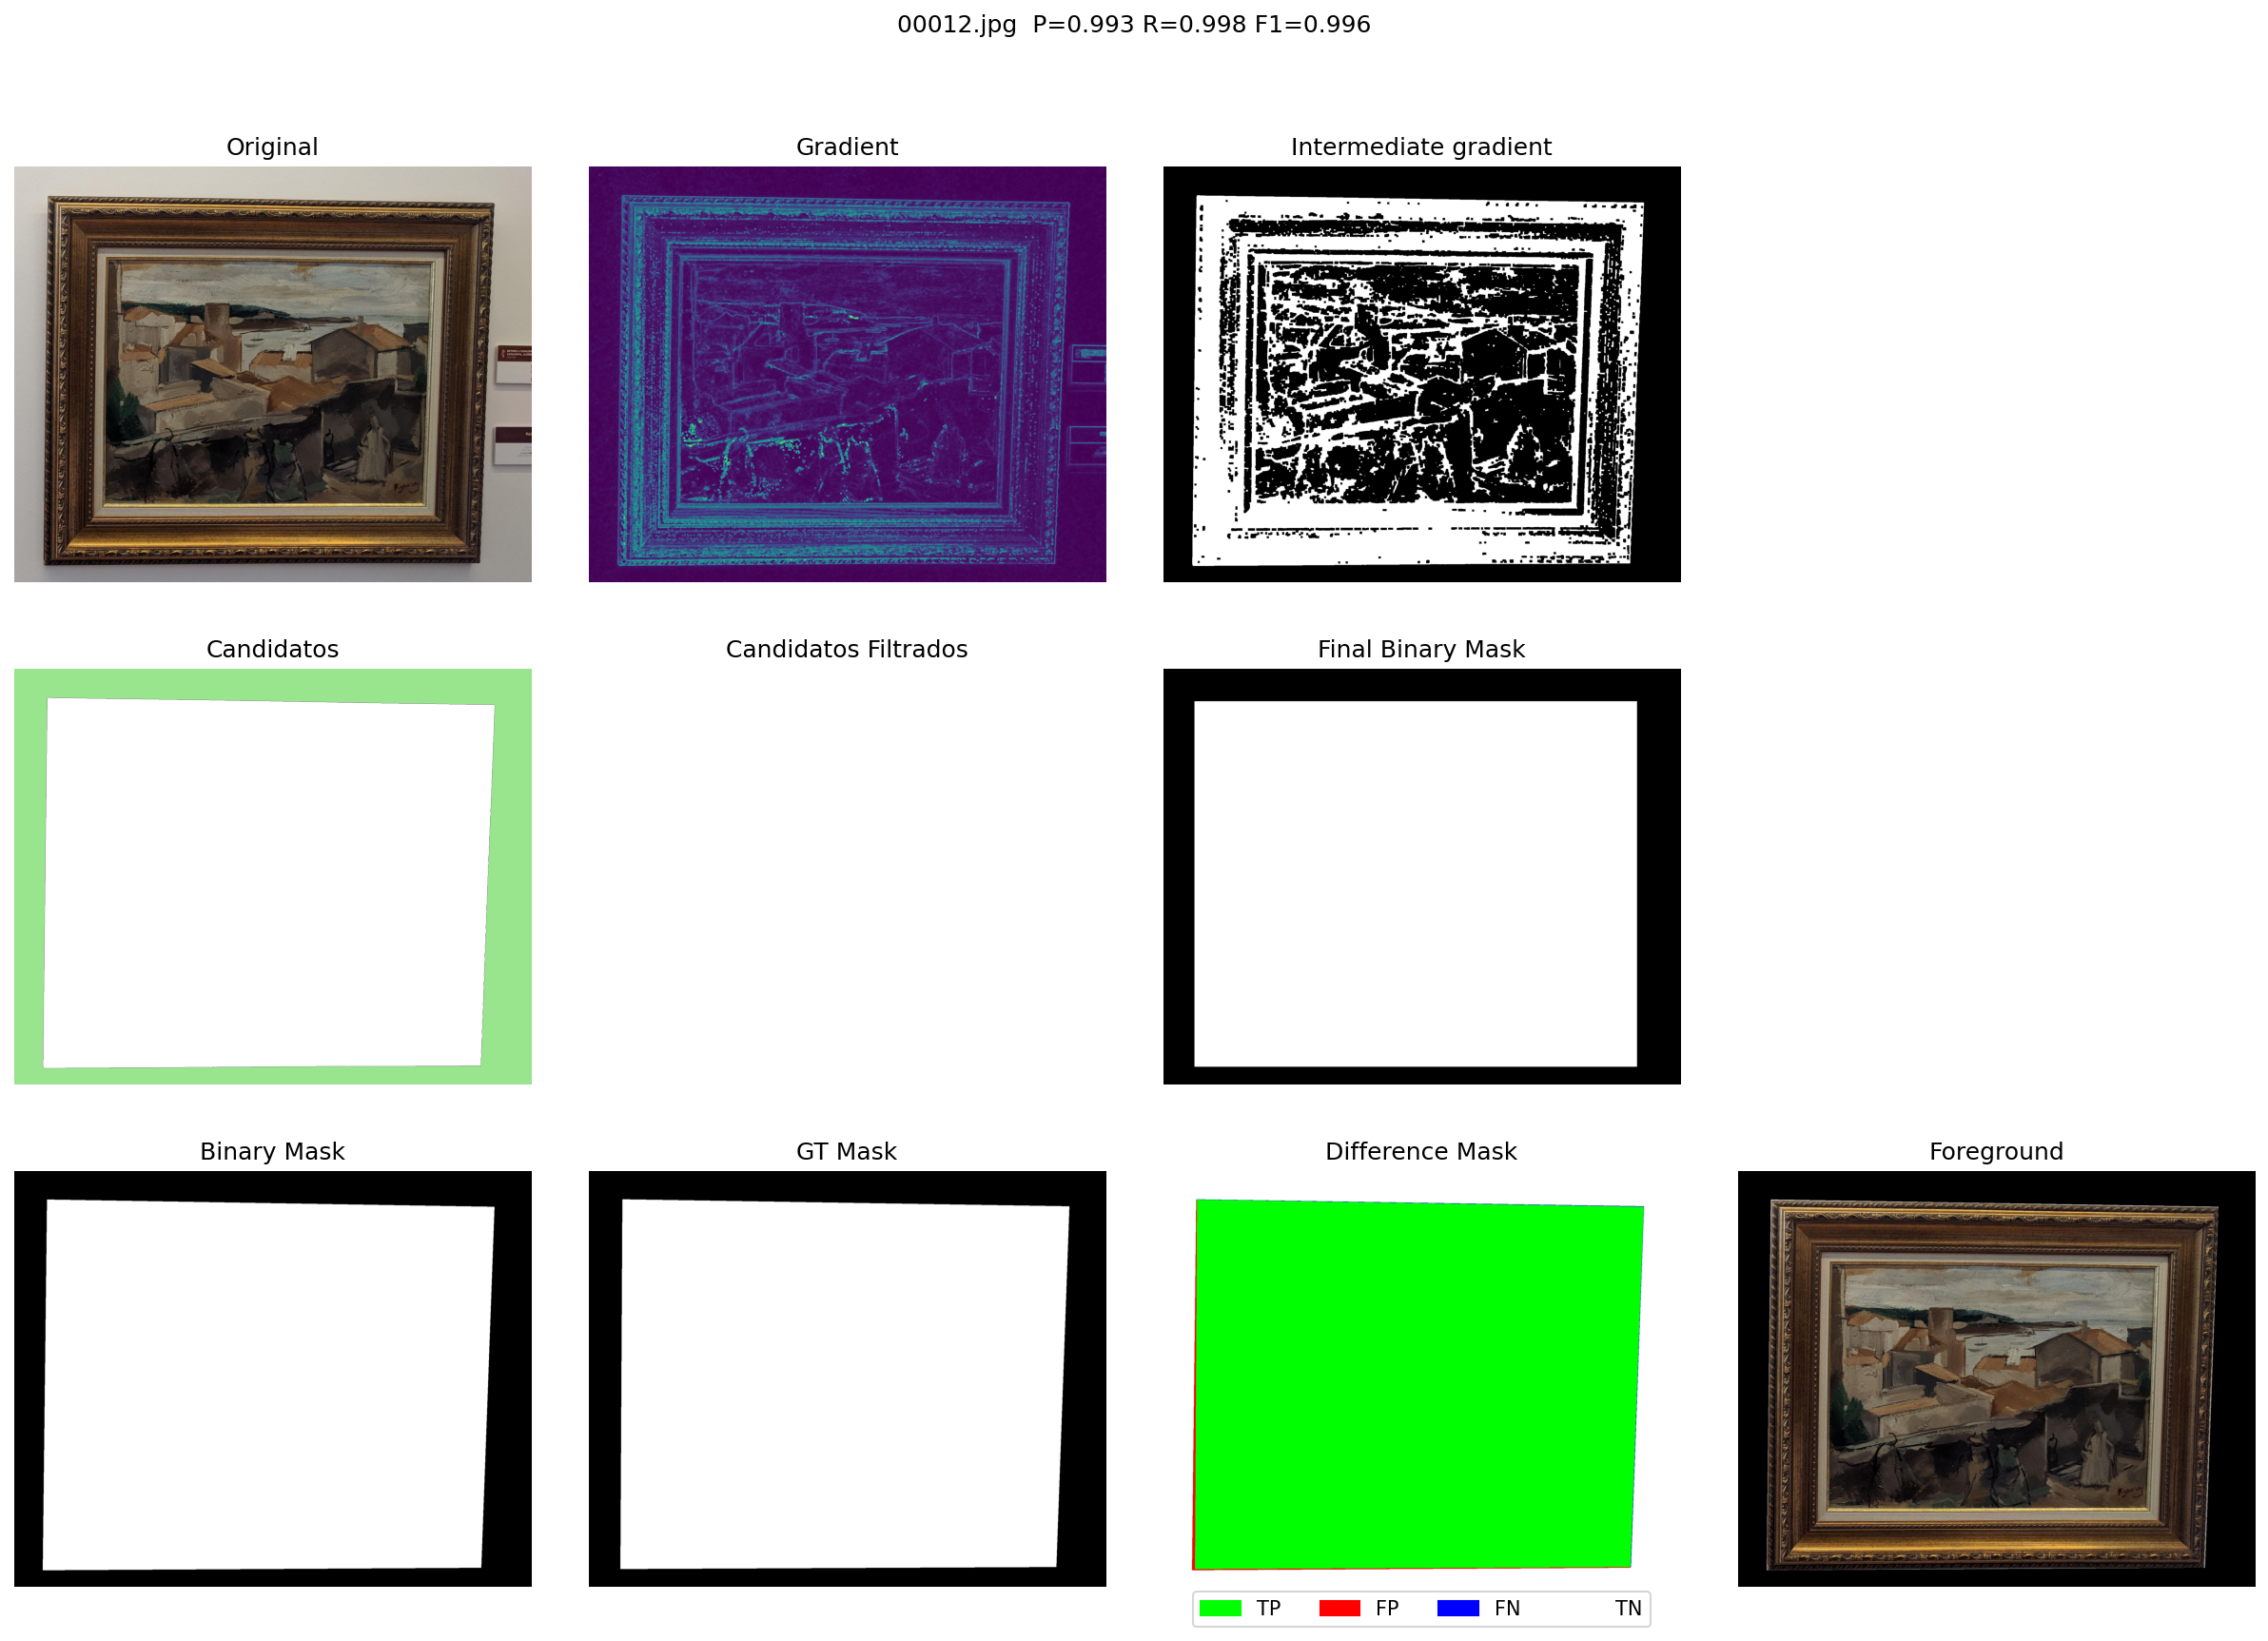 00012.jpg  P=0.993 R=0.998 F1=0.996
Original
Gradient
Intermediate gradient
Candidatos
Candidatos Filtrados
Final Binary Mask
Binary Mask
GT Mask
Difference Mask
Foreground
TP
FP
FN
TN